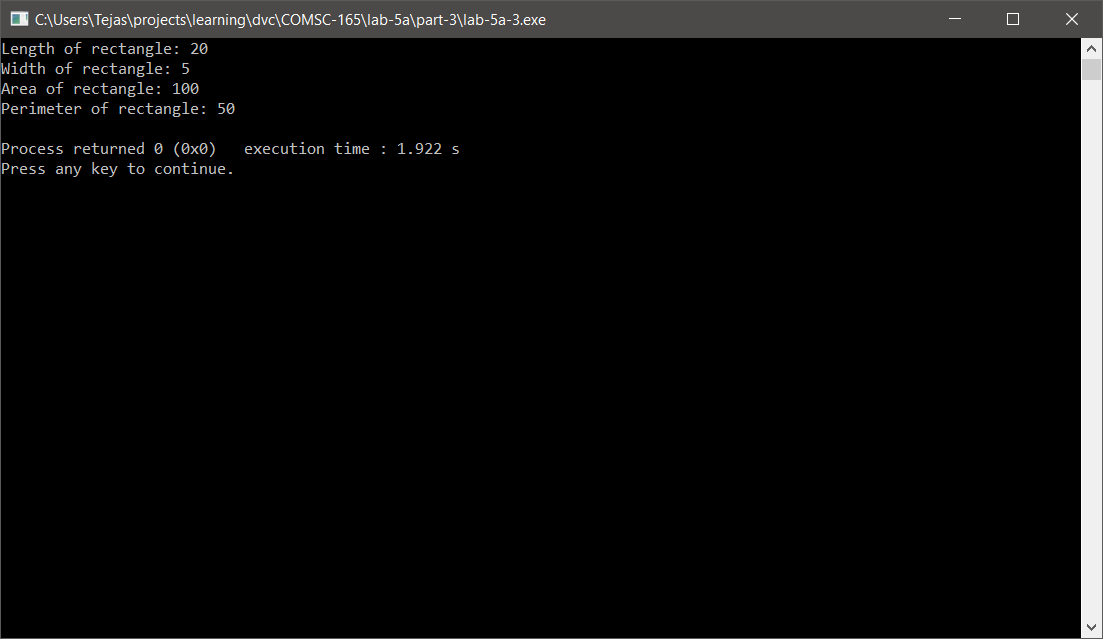 C:\Users\Tejas\projects\learning\dvc\COMSC-165\lab-5a\part-3\lab-5a-3.exe
Length of rectangle: 20
Width of rectangle: 5
Area of rectangle: 100
Perimeter of rectangle: 50
Process returned 0 (0x0)   execution time : 1.922 s
Press any key to continue.